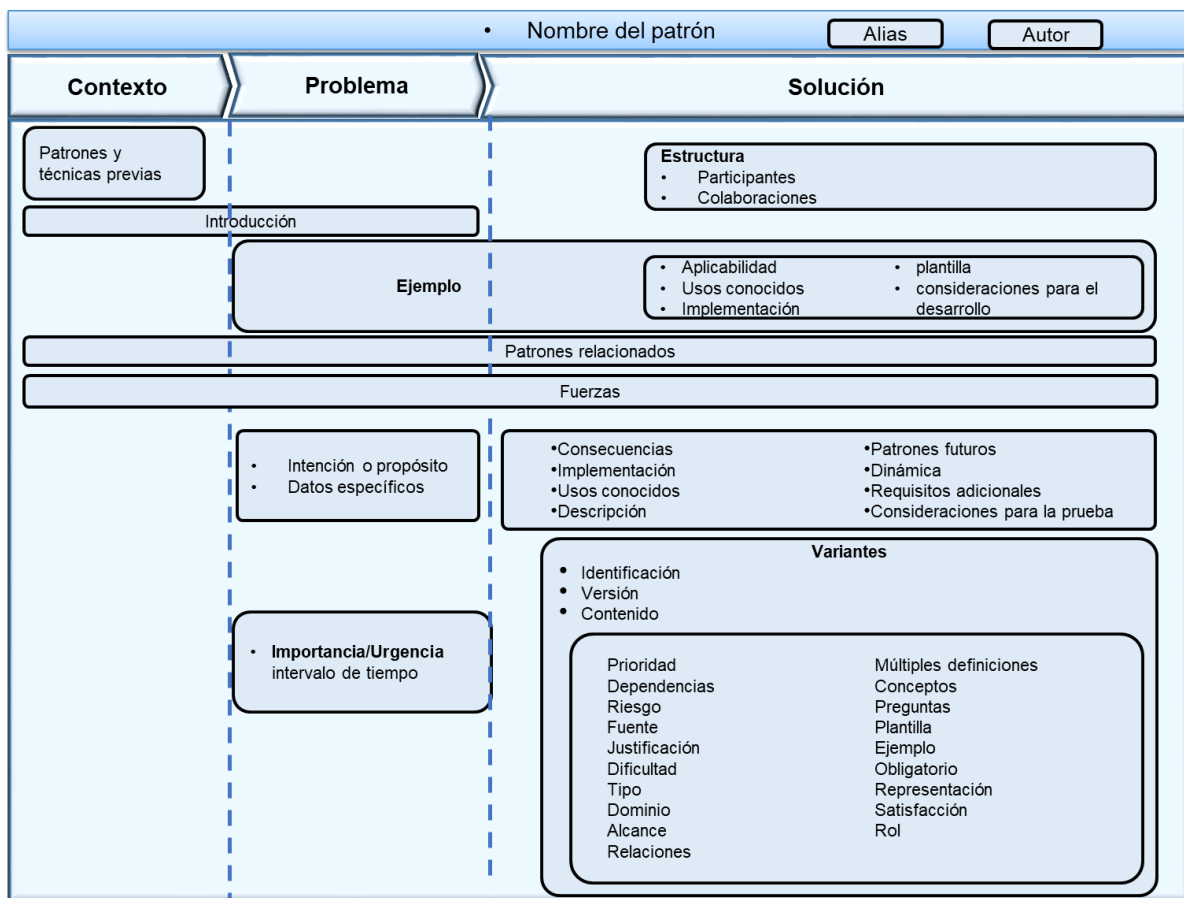 • Nombre del patrón
Alias
Autor
Contexto
Problema
Solución
Patrones y
técnicas previas
Estructura
• Participantes
• Colaboraciones
Introducción
Ejemplo
• Aplicabilidad
• Usos conocidos
• Implementación
• plantilla
• consideraciones para el
desarrollo
Patrones relacionados
Fuerzas
• Intención o propósito
• Datos específicos
•Consecuencias
•Implementación
•Usos conocidos
•Descripción
•Patrones futuros
•Dinámica
•Requisitos adicionales
•Consideraciones para la prueba
Variantes
• Identificación
• Versión
• Contenido
• Importancia/Urgencia
intervalo de tiempo
Prioridad
Dependencias
Riesgo
Fuente
Justificación
Dificultad
Tipo
Dominio
Alcance
Relaciones
Múltiples definiciones
Conceptos
Preguntas
Plantilla
Ejemplo
Obligatorio
Representación
Satisfacción
Rol